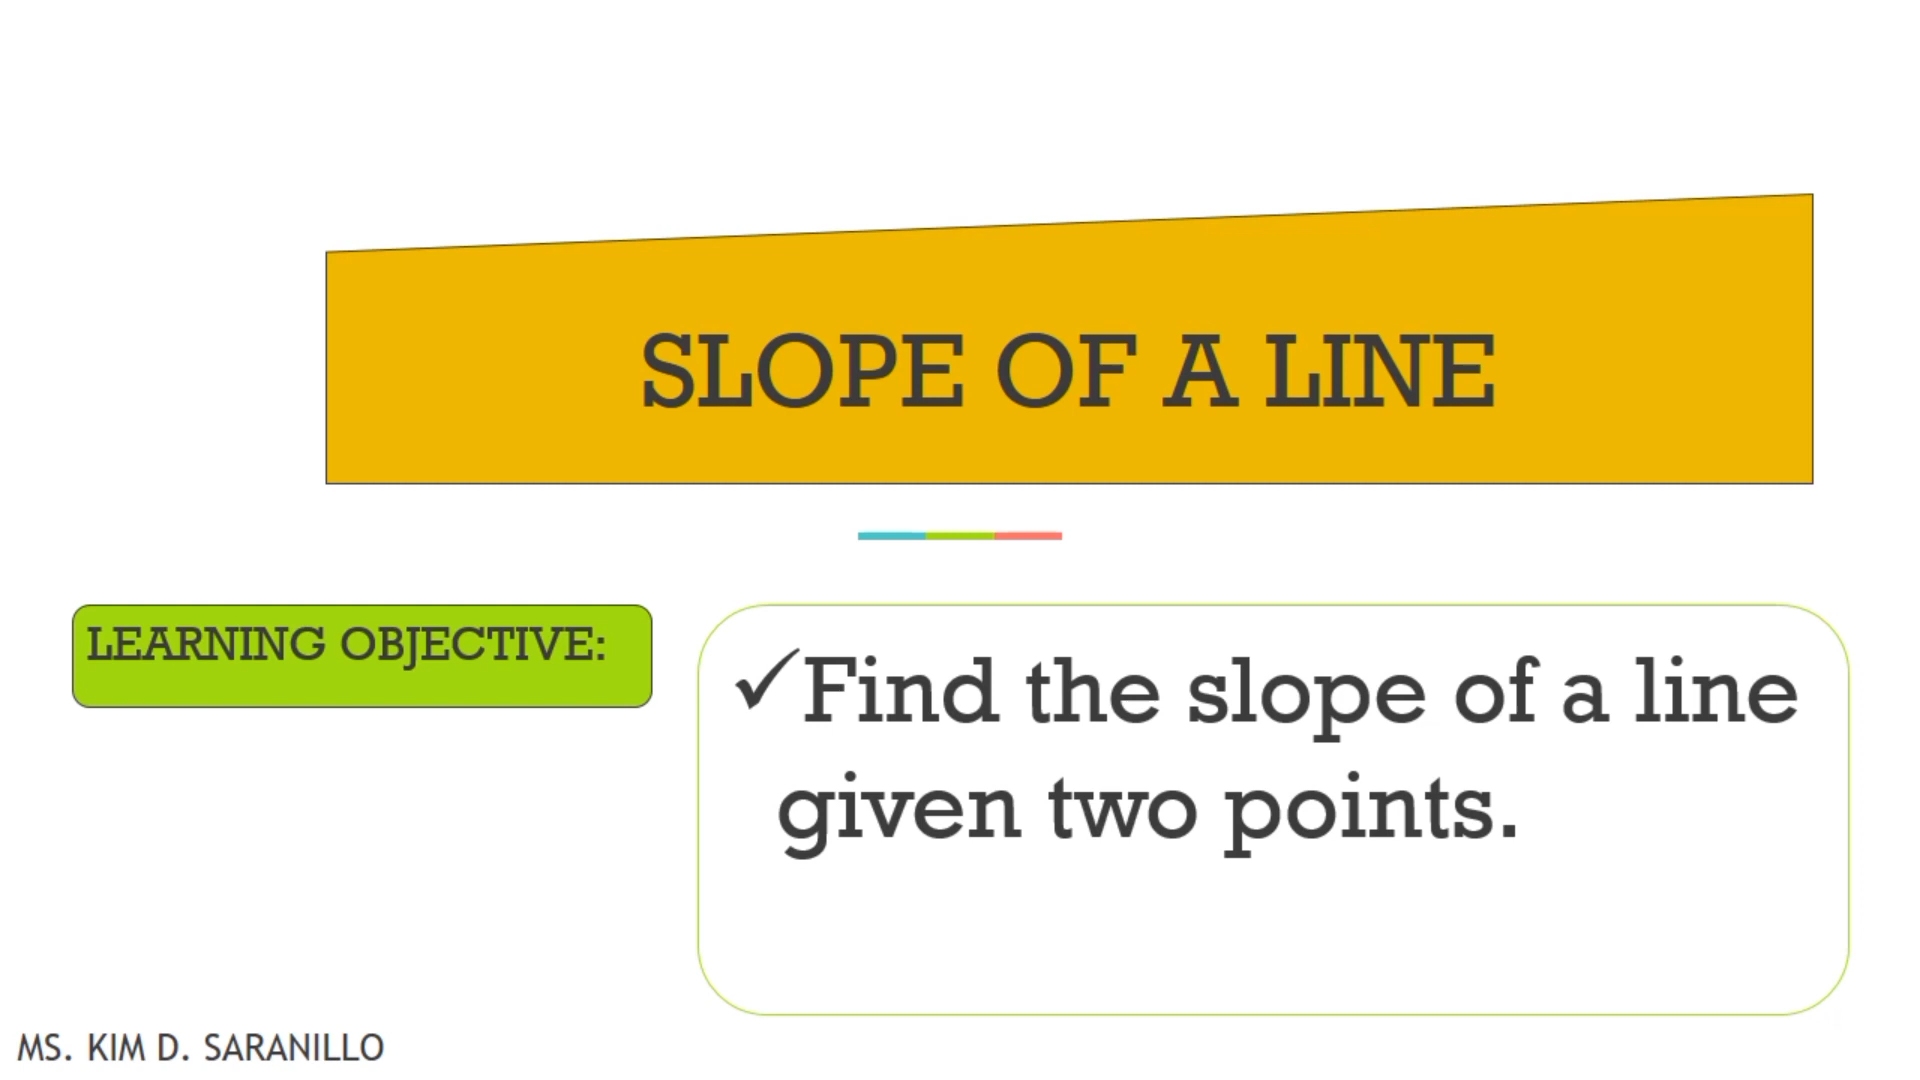 SLOPE OF A LINE
LEARNING OBJECTIVE:
✓Find the slope of a line
given two points.
MS. KIM D. SARANILLO